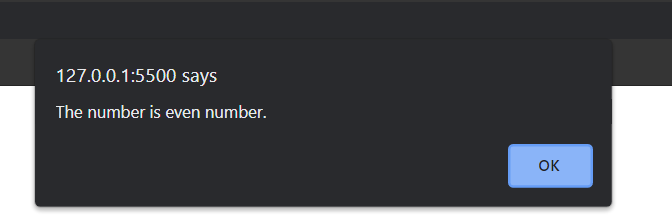 127.0.0.1:5500 says
The number is even number.
OK